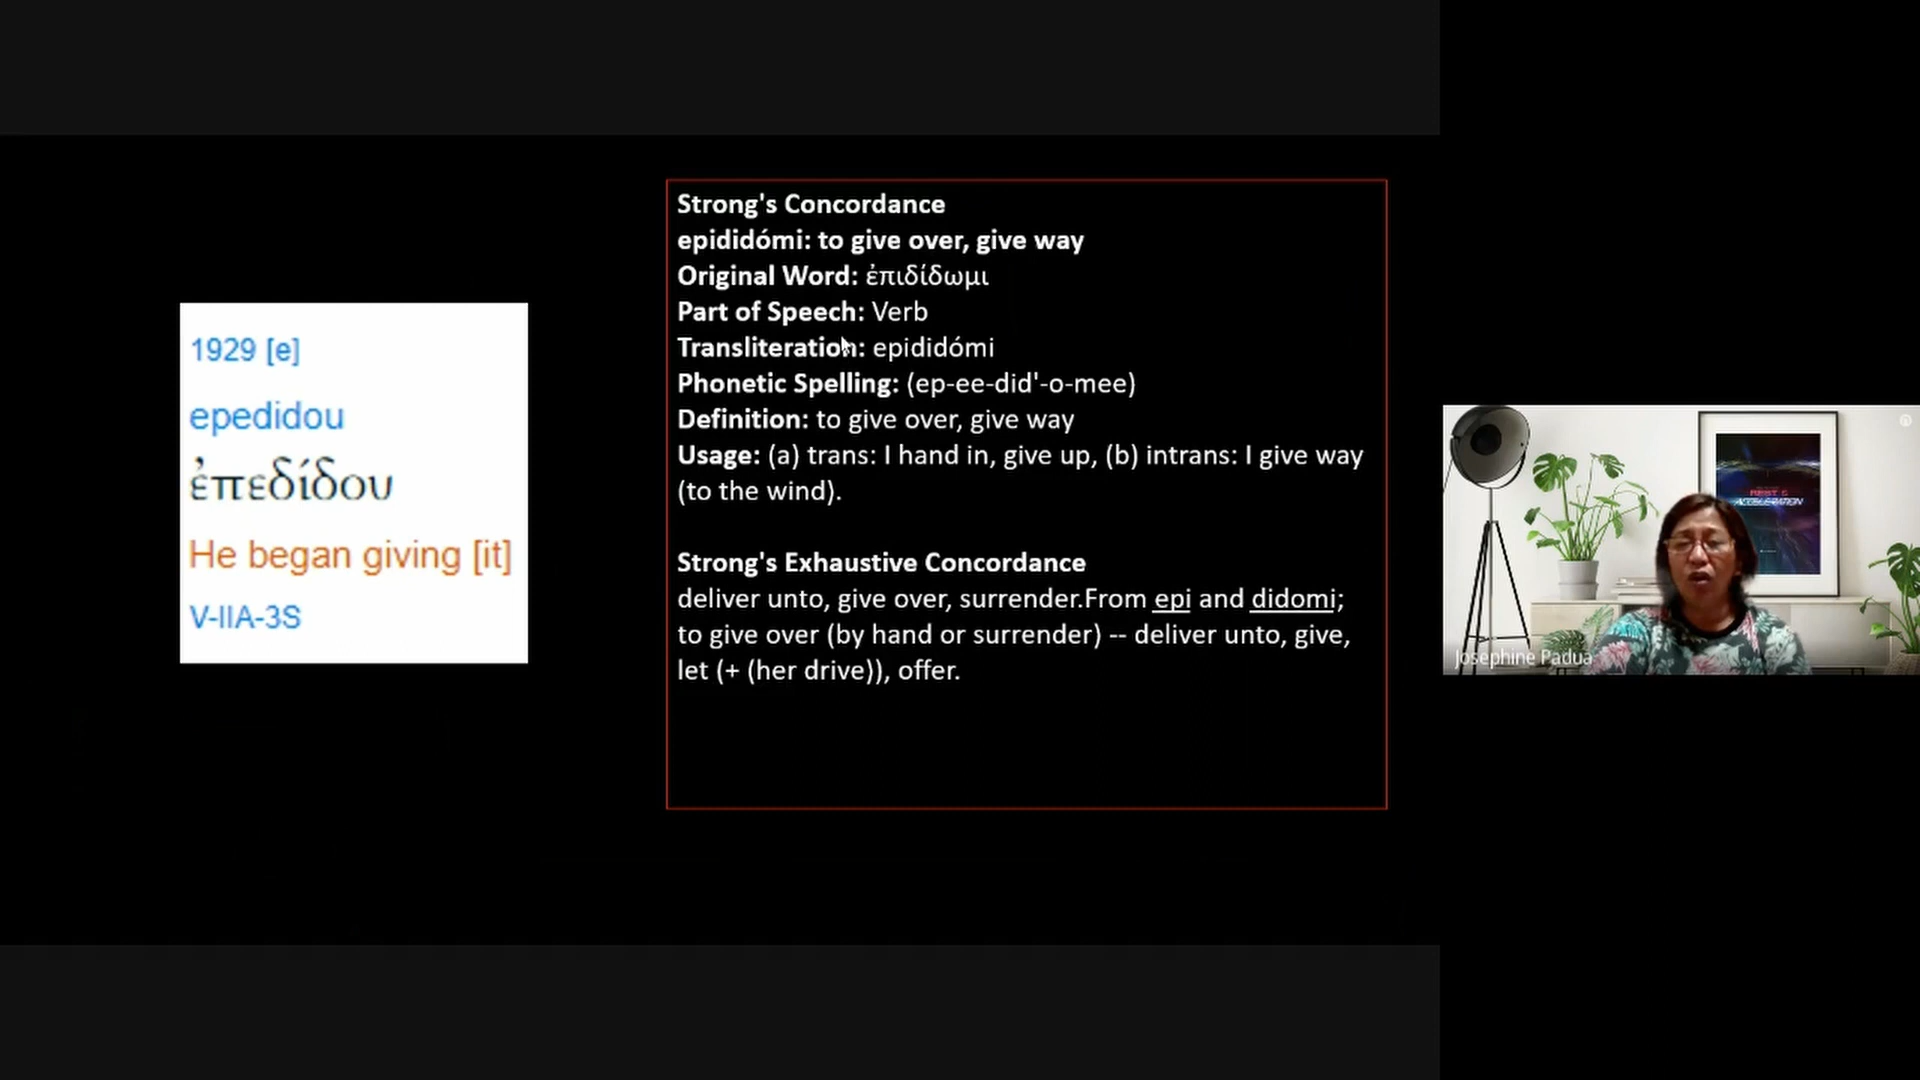 1929 [e]
epedidou
ἐπεδίδου
He began giving [it]
V-IIA-3S
Strong's Concordance
epididómi: to give over, give way
Original Word: ἐπιδίδωμι
Part of Speech: Verb
Transliteration: epididómi
Phonetic Spelling: (ep-ee-did'-o-mee)
Definition: to give over, give way
Usage: (a) trans: I hand in, give up, (b) intrans: I give way
(to the wind).
Strong's Exhaustive Concordance
deliver unto, give over, surrender.From epi and didomi;
to give over (by hand or surrender) -- deliver unto, give,
let (+ (her drive)), offer.
ACCELERATION
Josephine Padua